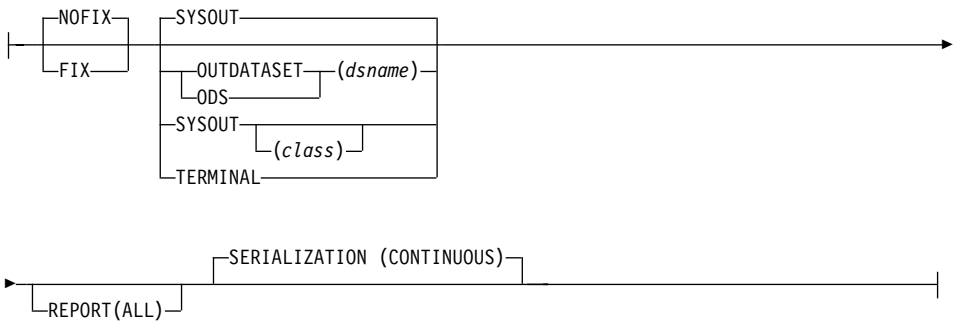 NOFIX
SYSOUT
FIX
OUTDATASET (dsname)
ODS
SYSOUT
(class)
TERMINAL
SERIALIZATION (CONTINUOUS)
REPORT(ALL)